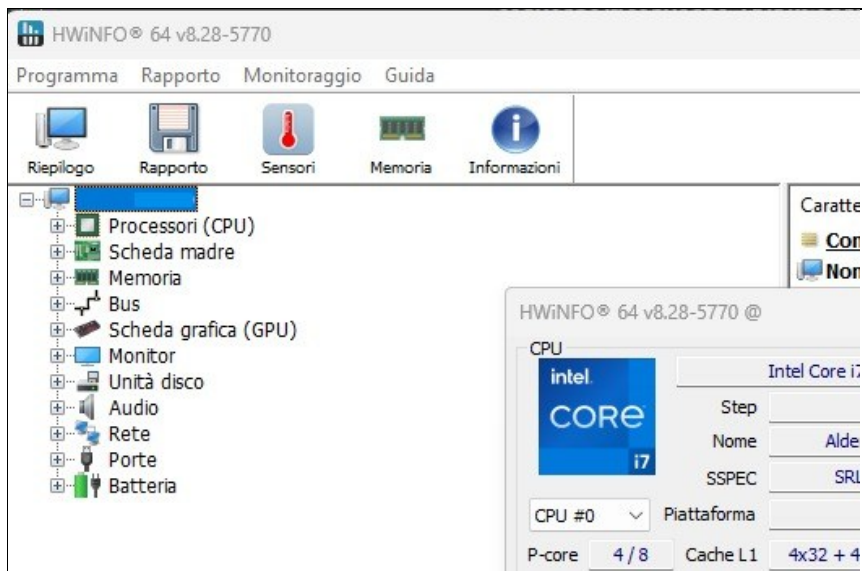 HWiNFO® 64 v8.28-5770
Programma Rapporto Monitoraggio Guida
Riepilogo Rapporto Sensori Memoria Informazioni
Processori (CPU)
Scheda madre
Memoria
Bus
Scheda grafica (GPU)
Monitor
Unità disco
Audio
Rete
Porte
Batteria
Caratte
Com
Nom
HWiNFO® 64 v8.28-5770 @
CPU
intel.
CORE
i7
Intel Core i7
Step
Nome Alde
SSPEC SRL
CPU #0 Piattaforma
P-core 4 / 8 Cache L1 4x32 + 4